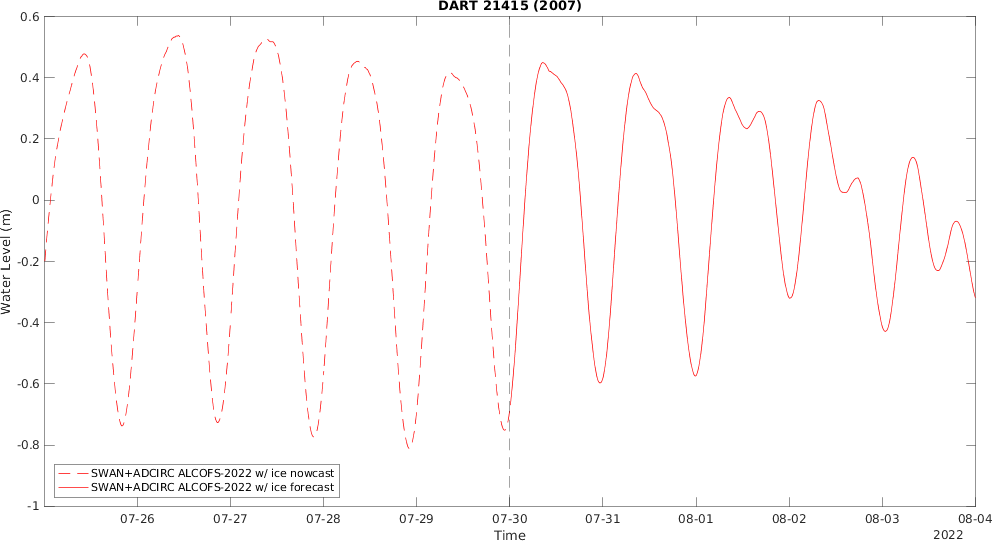 DART 21415 (2007)
0.6
0.4
0.2
0
-0.2
-0.4
-0.6
-0.8
-1
Water Level (m)
SWAN+ADCIRC ALCOFS-2022 w/ ice nowcast
SWAN+ADCIRC ALCOFS-2022 w/ ice forecast
07-26 07-27 07-28 07-29 07-30 07-31 08-01 08-02 08-03 08-04
Time
2022